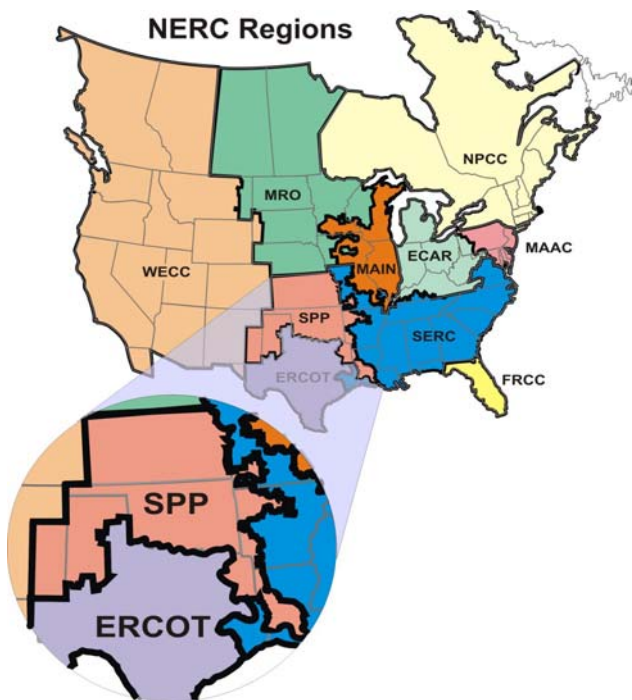 NERC Regions
NPCC
MRO
MAAC
ECAR
MAIN
WECC
SPP
SERC
ERCOT
FRCC
SPP
ERCOT